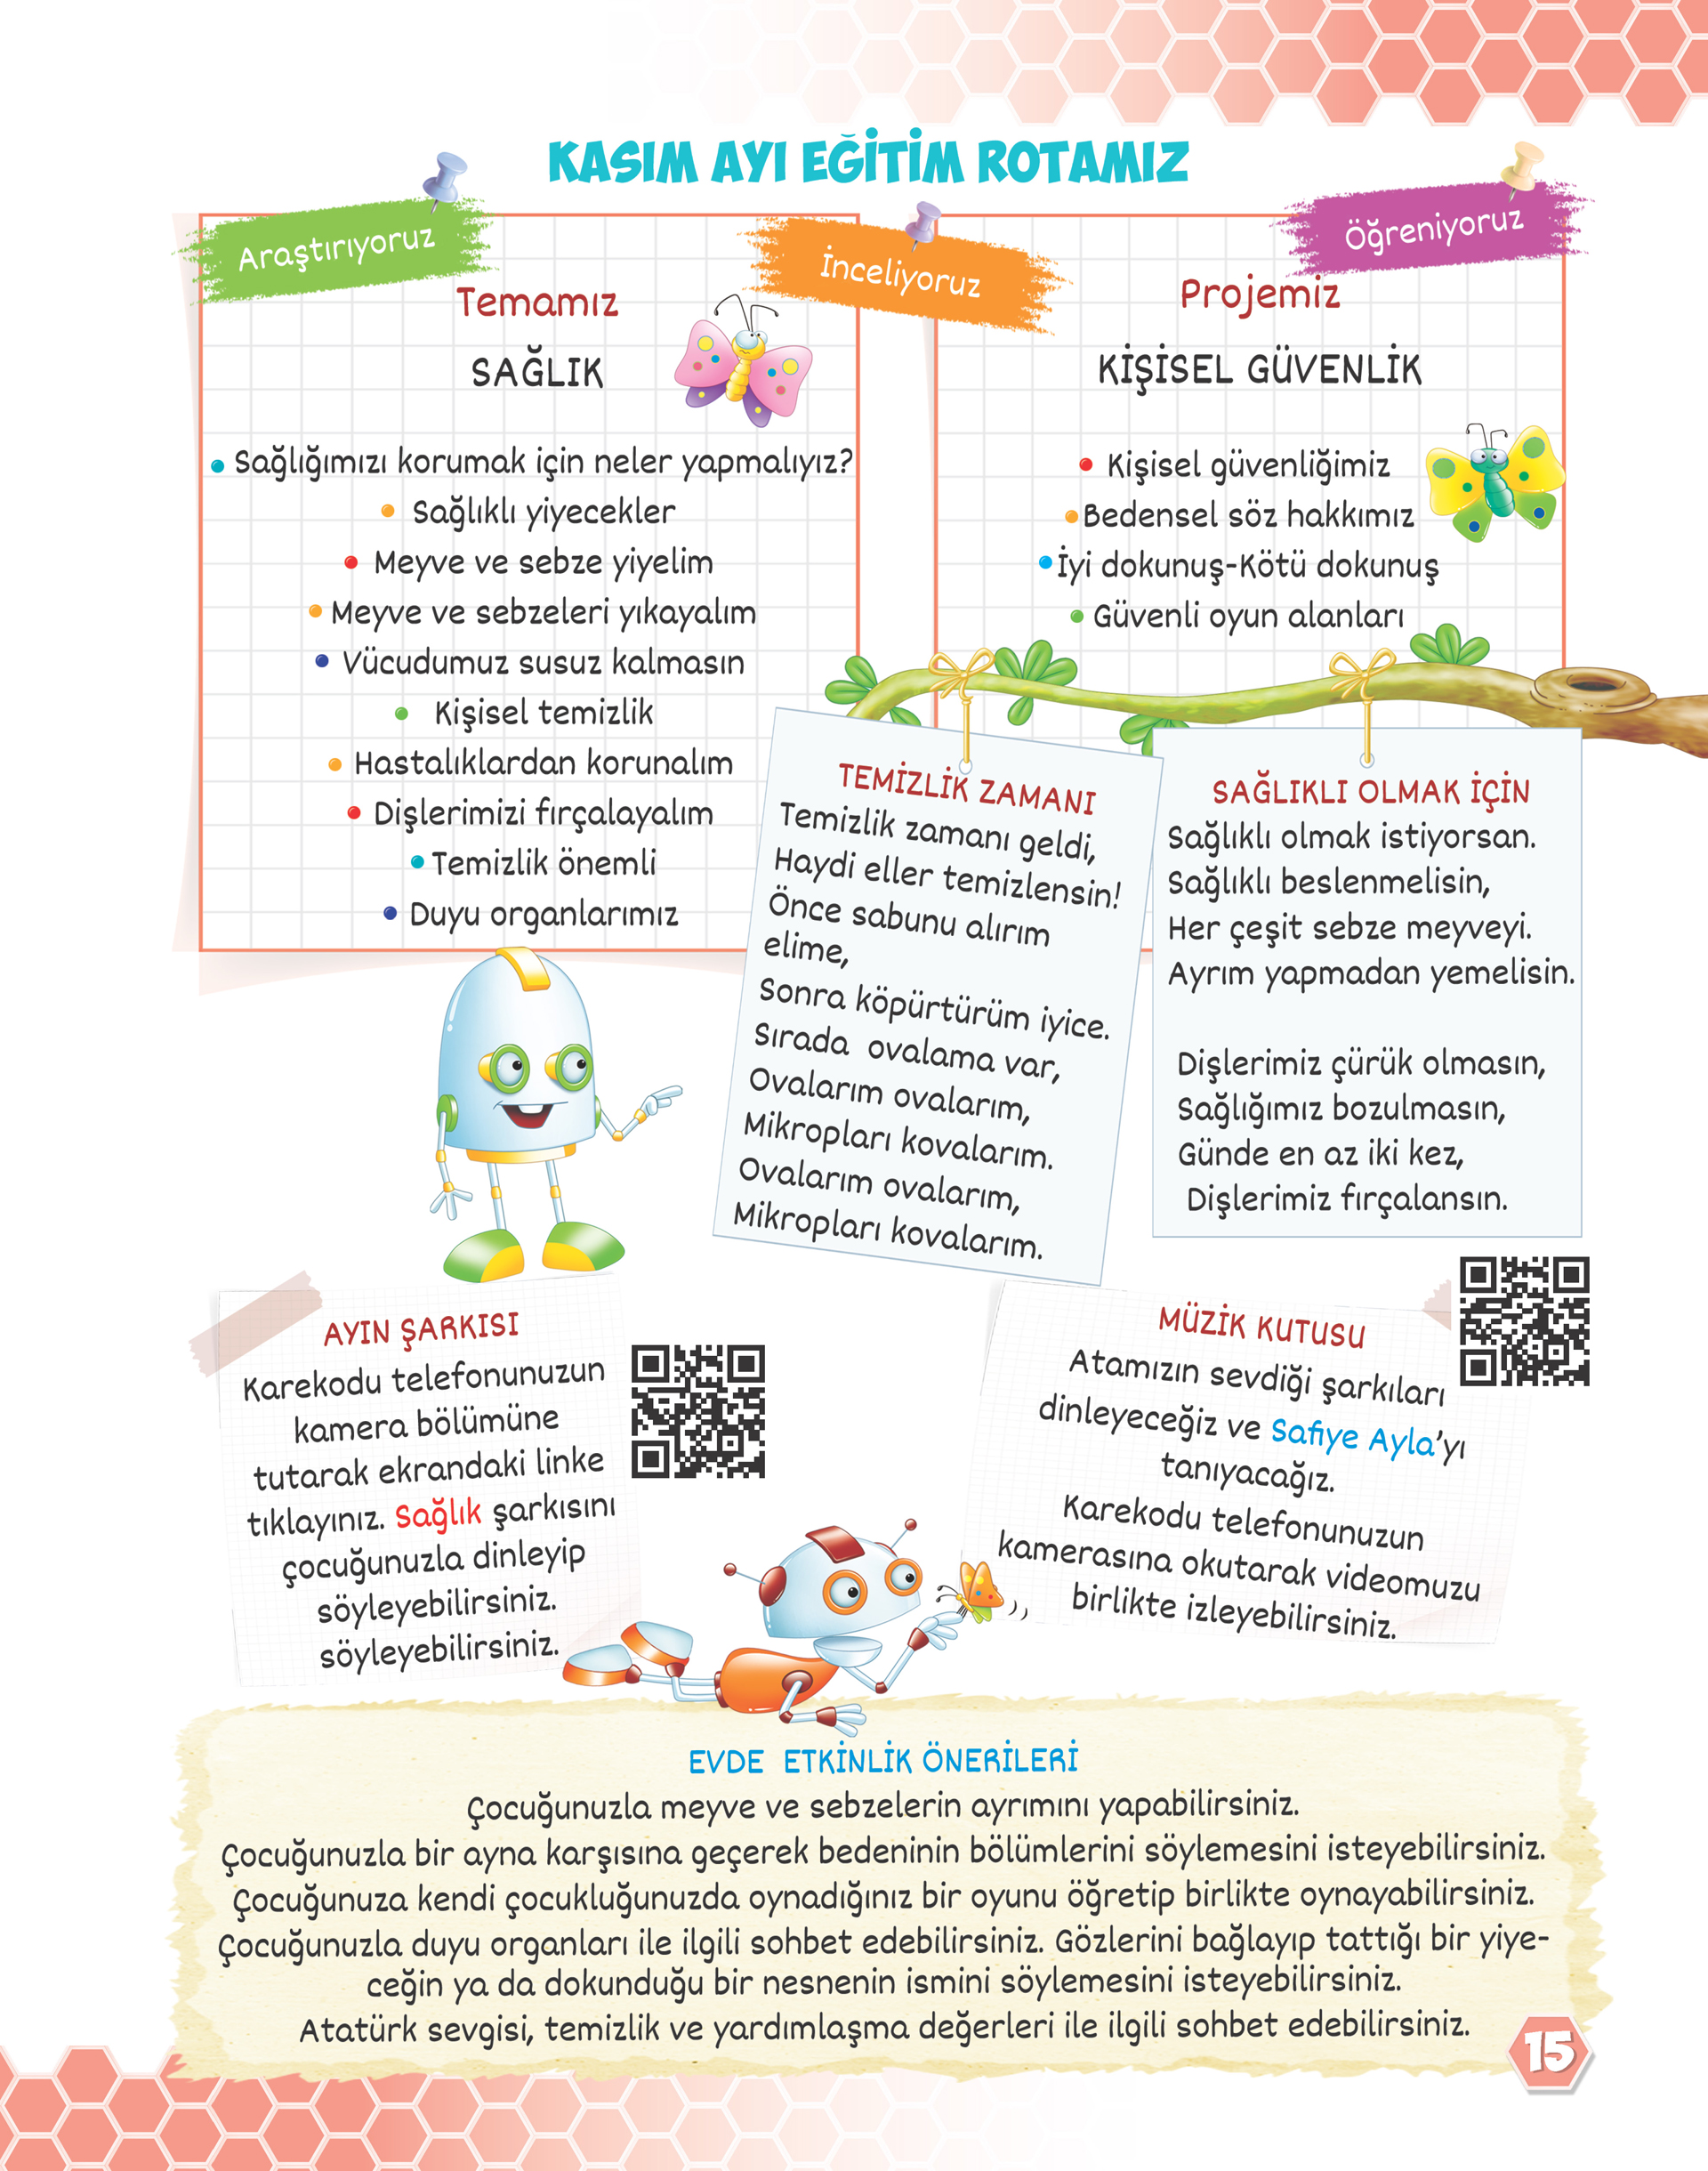 KASIM AYI EĞİTİM ROTAMIZ
Araştırıyoruz
İnceliyoruz
Öğreniyoruz
Temamız
SAĞLIK
Sağlığımızı korumak için neler yapmalıyız?
Sağlıklı yiyecekler
Meyve ve sebze yiyelim
Meyve ve sebzeleri yıkayalım
Vücudumuz susuz kalmasın
Kişisel temizlik
Hastalıklardan korunalım
Dişlerimizi fırçalayalım
Temizlik önemli
Duyu organlarımız
Projemiz
KİŞİSEL GÜVENLİK
Kişisel güvenliğimiz
Bedensel söz hakkımız
İyi dokunuş-Kötü dokunuş
Güvenli oyun alanları
TEMİZLİK ZAMANI
Temizlik zamanı geldi,
Haydi eller temizlensin!
Önce sabunu alırım
elime,
Sonra köpürtürüm iyice.
Sırada ovalama var,
Ovalarım ovalarım,
Mikropları kovalarım.
Ovalarım ovalarım,
Mikropları kovalarım.
SAĞLIKLI OLMAK İÇİN
Sağlıklı olmak istiyorsan.
Sağlıklı beslenmelisin,
Her çeşit sebze meyveyi.
Ayrım yapmadan yemelisin.
Dişlerimiz çürük olmasın,
Sağlığımız bozulmasın,
Günde en az iki kez,
Dişlerimiz fırçalansın.
AYIN ŞARKISI
Karekodu telefonunuzun
kamera bölümüne
tutarak ekrandaki linke
tıklayınız. Sağlık şarkısını
çocuğunuzla dinleyip
söyleyebilirsiniz.
söyleyebilirsiniz.
MÜZİK KUTUSU
Atamızın sevdiği şarkıları
dinleyeceğiz ve Safiye Ayla'yı
tanıyacağız.
Karekodu telefonunuzun
kamerasına okutarak videomuzu
birlikte izleyebilirsiniz.
EVDE ETKİNLİK ÖNERİLERİ
Çocuğunuzla meyve ve sebzelerin ayrımını yapabilirsiniz.
Çocuğunuzla bir ayna karşısına geçerek bedeninin bölümlerini söylemesini isteyebilirsiniz.
Çocuğunuza kendi çocukluğunuzda oynadığınız bir oyunu öğretip birlikte oynayabilirsiniz.
Çocuğunuzla duyu organları ile ilgili sohbet edebilirsiniz. Gözlerini bağlayıp tattığı bir yiye-
ceğin ya da dokunduğu bir nesnenin ismini söylemesini isteyebilirsiniz.
Atatürk sevgisi, temizlik ve yardımlaşma değerleri ile ilgili sohbet edebilirsiniz.
15